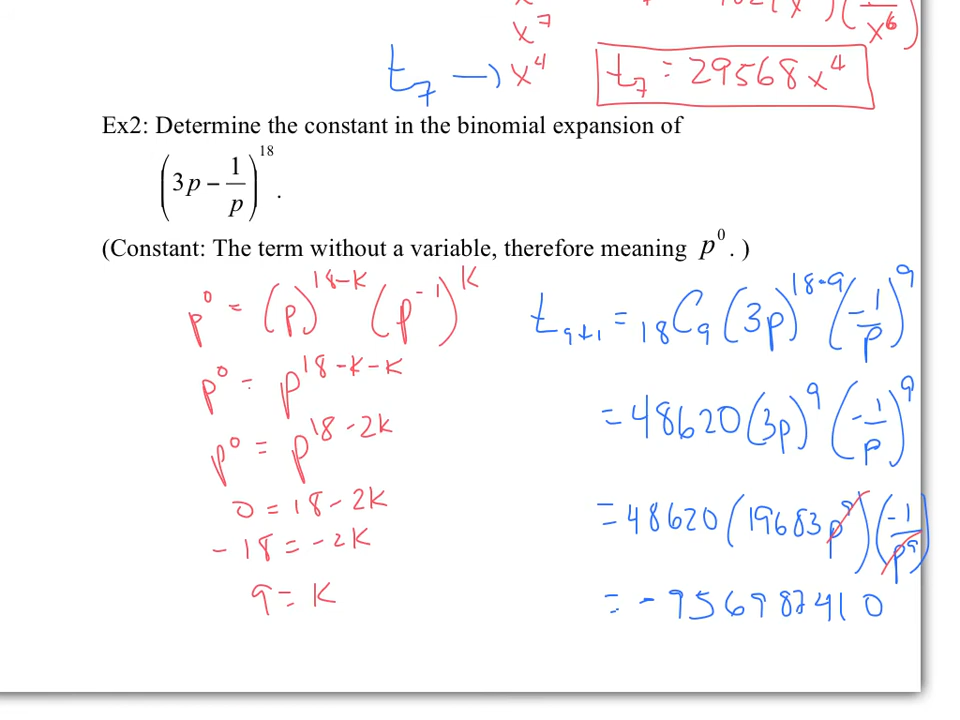 x⁷
x⁶
t₇ → x⁴ t₇ = 29568x⁴
Ex2: Determine the constant in the binomial expansion of
(3p − 1/p)¹⁸.
(Constant: The term without a variable, therefore meaning p⁰.)
p⁰ = (p)¹⁸⁻ᴷ (p⁻¹)ᴷ
p⁰ = p¹⁸⁻ᴷ⁻ᴷ
p⁰ = p¹⁸⁻²ᴷ
0 = 18 - 2K
-18 = -2K
9 = K
t₉₊₁ = ₁₈C₉ (3p)¹⁸⁻⁹ (-1/p)⁹
= 48620 (3p)⁹ (-1/p)⁹
= 48620 (19683p⁹) (-1/p⁹)
= -956987410